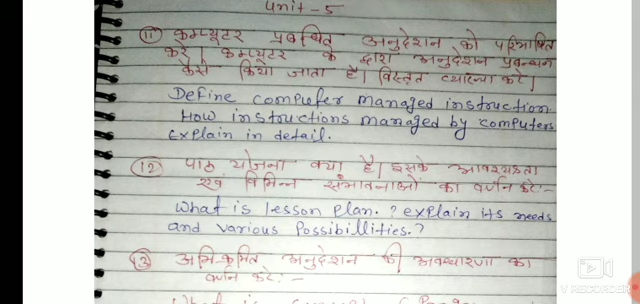 Unit - 5
11 कम्प्यूटर प्रबंधित अनुदेशन को परिभाषित
करे। कम्प्यूटर के द्वारा अनुदेशन प्रबन्धन
कैसे किया जाता है। विस्तृत व्याख्या करे।
Define computer managed instruction.
How instructions managed by computers
explain in detail.
12 पाठ योजना क्या है। इसके आवश्यकता
एवं विभिन्न संभावनाओं का वर्णन करे:-
What is lesson plan.? explain its needs
and various Possibillities.?
13 अभिक्रमित अनुदेशन की अवधारणा का
वर्णन करे:-
What is
V RECORDER